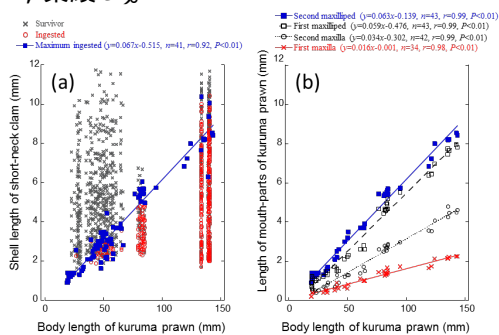 Survivor
Ingested
Maximum ingested (y=0.067x-0.515, n=41, r=0.92, P<0.01)
Second maxilliped (y=0.063x-0.139, n=43, r=0.99, P<0.01)
First maxilliped (y=0.059x-0.476, n=43, r=0.99, P<0.01)
Second maxilla (y=0.034x-0.302, n=42, r=0.99, P<0.01)
First maxilla (y=0.016x-0.001, n=34, r=0.98, P<0.01)
(a)
Shell length of short-neck clam (mm)
12
10
8
6
4
2
0
0 50 100 150
Body length of kuruma prawn (mm)
(b)
Length of mouth-parts of kuruma prawn (mm)
12
10
8
6
4
2
0
0 50 100 150
Body length of kuruma prawn (mm)